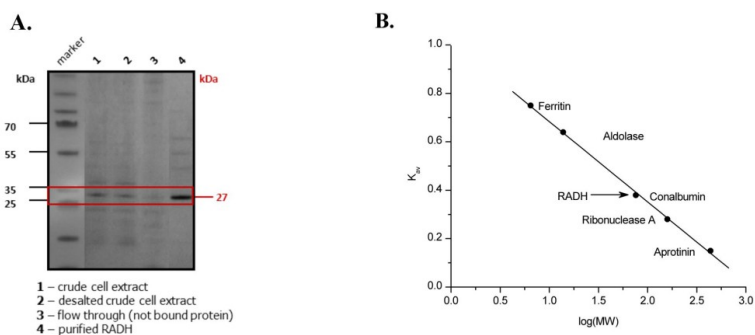 A.
marker
1
2
3
4
kDa
kDa
70
55
35
25
27
1 – crude cell extract
2 – desalted crude cell extract
3 – flow through (not bound protein)
4 – purified RADH
B.
1.0
0.8
0.6
0.4
0.2
0.0
Kav
Ferritin
Aldolase
RADH
Conalbumin
Ribonuclease A
Aprotinin
0.0 0.5 1.0 1.5 2.0 2.5 3.0
log(MW)